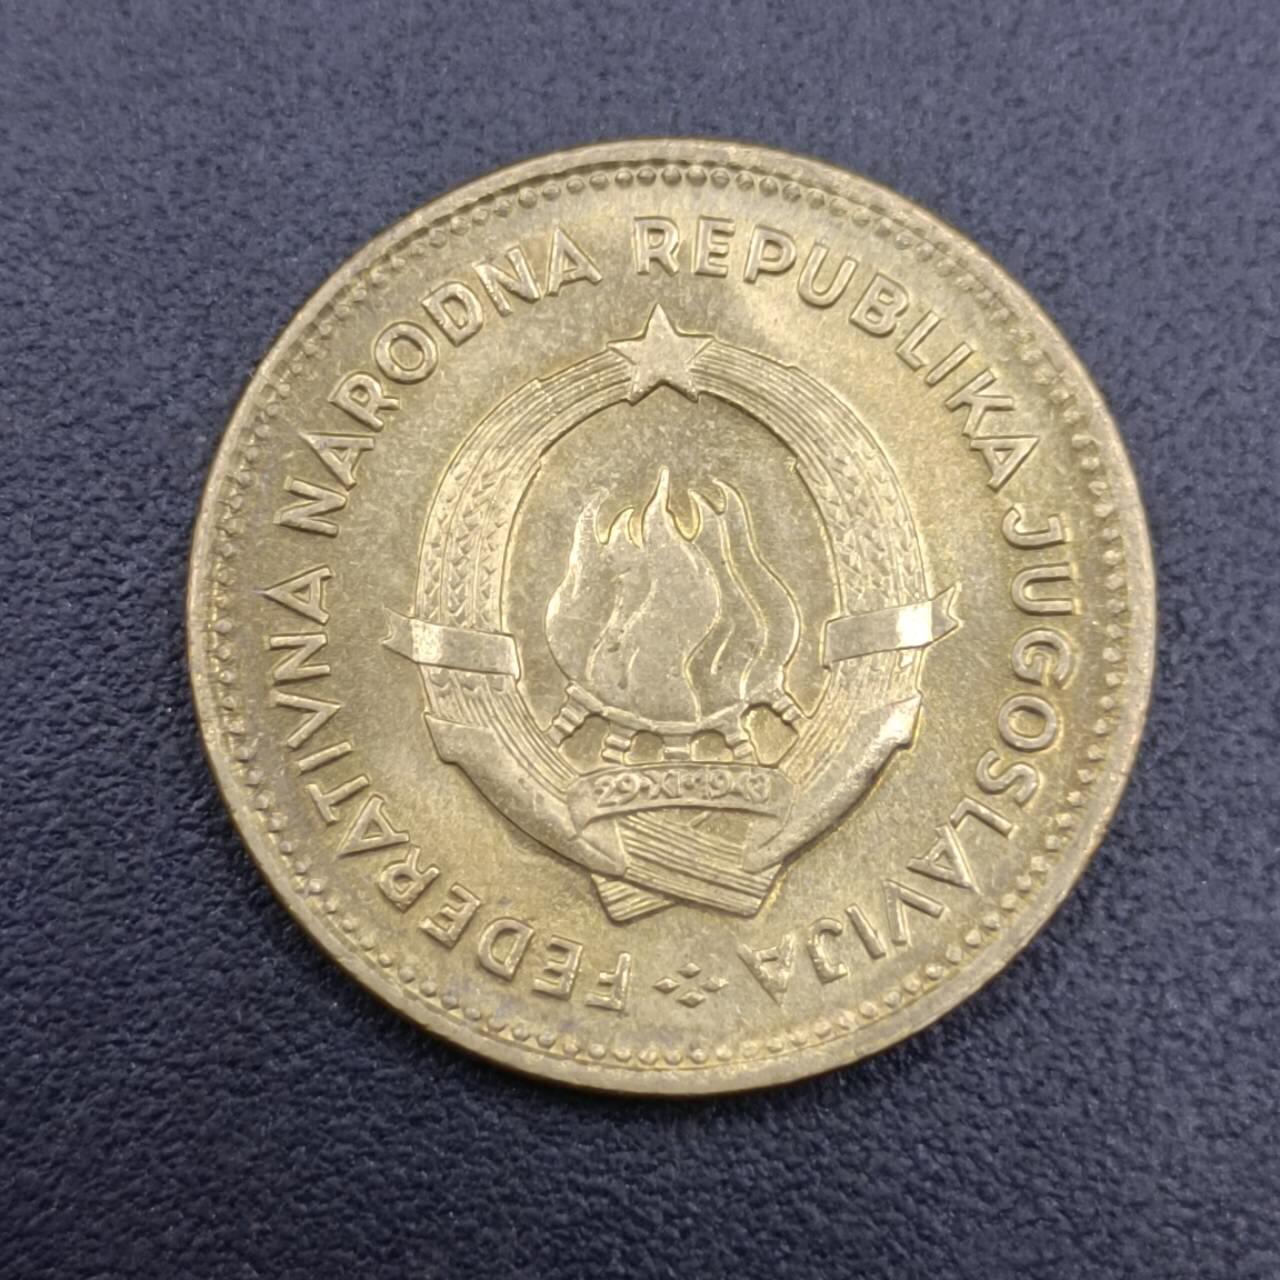 FEDERATIVNA NARODNA REPUBLIKA JUGOSLAVIJA
29·XI·1943